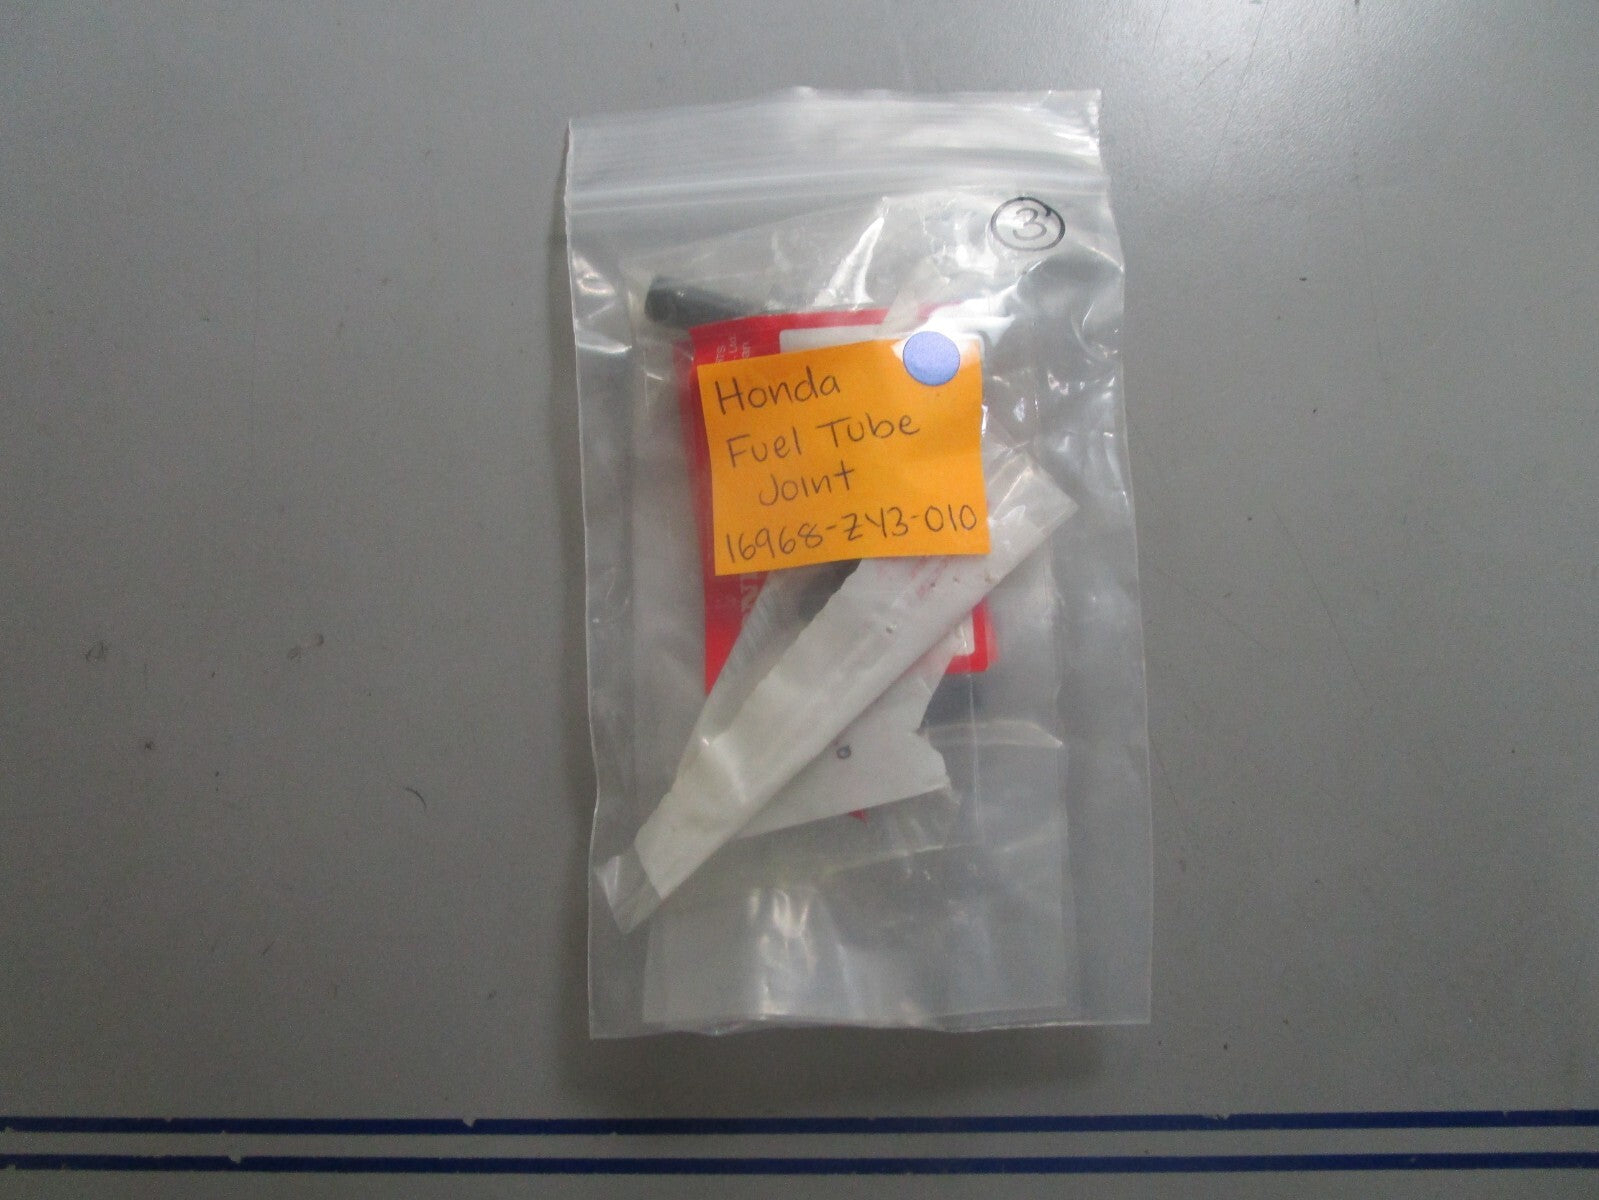 3
Honda
Fuel Tube
Joint
16968-ZY3-010